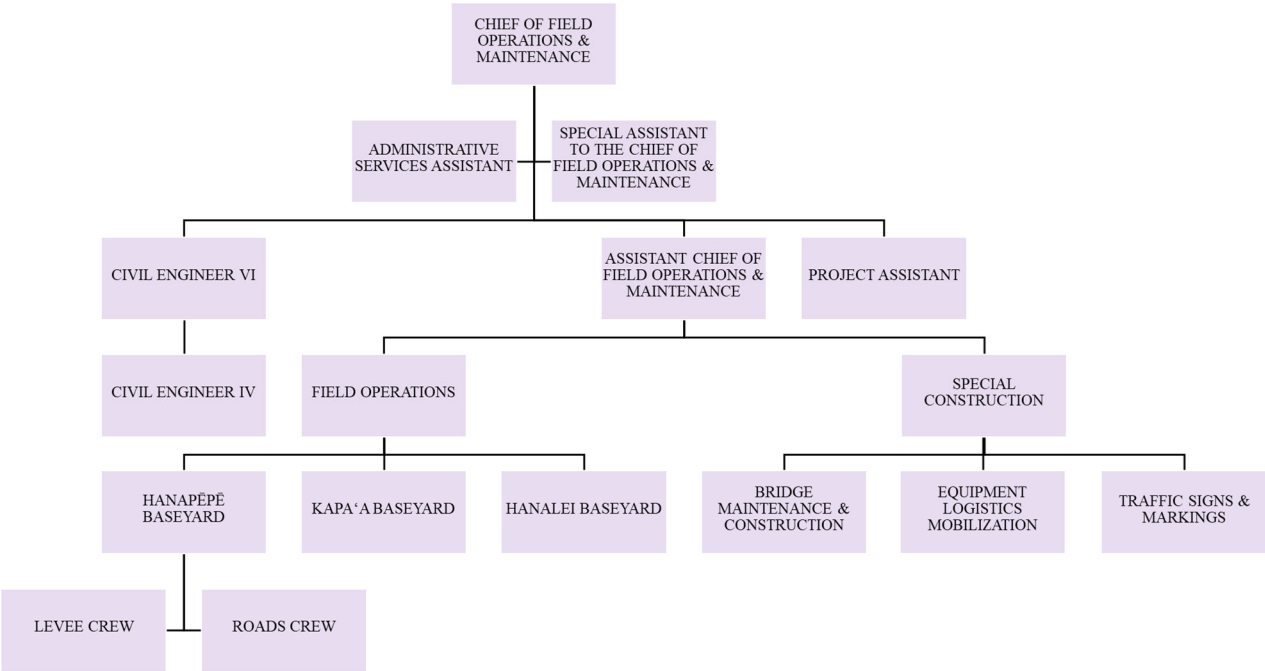 CHIEF OF FIELD
OPERATIONS &
MAINTENANCE
ADMINISTRATIVE
SERVICES ASSISTANT
SPECIAL ASSISTANT
TO THE CHIEF OF
FIELD OPERATIONS &
MAINTENANCE
CIVIL ENGINEER VI
ASSISTANT CHIEF OF
FIELD OPERATIONS &
MAINTENANCE
PROJECT ASSISTANT
CIVIL ENGINEER IV
FIELD OPERATIONS
SPECIAL
CONSTRUCTION
HANAPĒPĒ
BASEYARD
KAPAʻA BASEYARD
HANALEI BASEYARD
BRIDGE
MAINTENANCE &
CONSTRUCTION
EQUIPMENT
LOGISTICS
MOBILIZATION
TRAFFIC SIGNS &
MARKINGS
LEVEE CREW
ROADS CREW